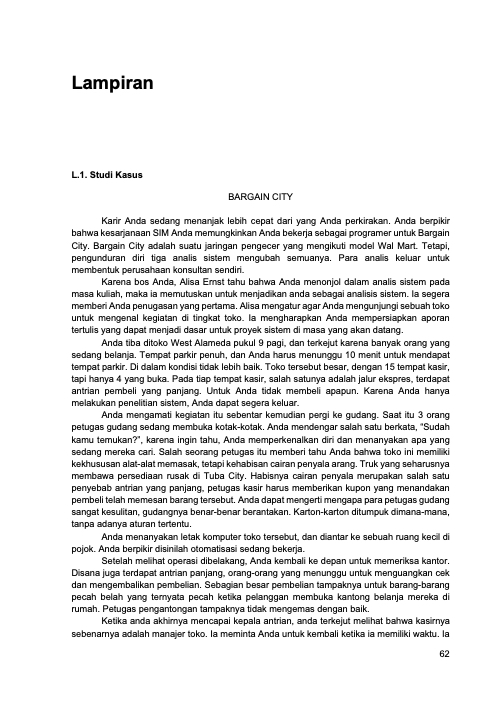 Lampiran
L.1. Studi Kasus
BARGAIN CITY
Karir Anda sedang menanjak lebih cepat dari yang Anda perkirakan. Anda berpikir
bahwa kesarjanaan SIM Anda memungkinkan Anda bekerja sebagai programer untuk Bargain
City. Bargain City adalah suatu jaringan pengecer yang mengikuti model Wal Mart. Tetapi,
pengunduran diri tiga analis sistem mengubah semuanya. Para analis keluar untuk
membentuk perusahaan konsultan sendiri.
Karena bos Anda, Alisa Ernst tahu bahwa Anda menonjol dalam analis sistem pada
masa kuliah, maka ia memutuskan untuk menjadikan anda sebagai analisis sistem. Ia segera
memberi Anda penugasan yang pertama. Alisa mengatur agar Anda mengunjungi sebuah toko
untuk mengenal kegiatan di tingkat toko. Ia mengharapkan Anda mempersiapkan aporan
tertulis yang dapat menjadi dasar untuk proyek sistem di masa yang akan datang.
Anda tiba ditoko West Alameda pukul 9 pagi, dan terkejut karena banyak orang yang
sedang belanja. Tempat parkir penuh, dan Anda harus menunggu 10 menit untuk mendapat
tempat parkir. Di dalam kondisi tidak lebih baik. Toko tersebut besar, dengan 15 tempat kasir,
tapi hanya 4 yang buka. Pada tiap tempat kasir, salah satunya adalah jalur ekspres, terdapat
antrian pembeli yang panjang. Untuk Anda tidak membeli apapun. Karena Anda hanya
melakukan penelitian sistem, Anda dapat segera keluar.
Anda mengamati kegiatan itu sebentar kemudian pergi ke gudang. Saat itu 3 orang
petugas gudang sedang membuka kotak-kotak. Anda mendengar salah satu berkata, “Sudah
kamu temukan?”, karena ingin tahu, Anda memperkenalkan diri dan menanyakan apa yang
sedang mereka cari. Salah seorang petugas itu memberi tahu Anda bahwa toko ini memiliki
kekhususan alat-alat memasak, tetapi kehabisan cairan penyala arang. Truk yang seharusnya
membawa persediaan rusak di Tuba City. Habisnya cairan penyala merupakan salah satu
penyebab antrian yang panjang, petugas kasir harus memberikan kupon yang menandakan
pembeli telah memesan barang tersebut. Anda dapat mengerti mengapa para petugas gudang
sangat kesulitan, gudangnya benar-benar berantakan. Karton-karton ditumpuk dimana-mana,
tanpa adanya aturan tertentu.
Anda menanyakan letak komputer toko tersebut, dan diantar ke sebuah ruang kecil di
pojok. Anda berpikir disinilah otomatisasi sedang bekerja.
Setelah melihat operasi dibelakang, Anda kembali ke depan untuk memeriksa kantor.
Disana juga terdapat antrian panjang, orang-orang yang menunggu untuk menguangkan cek
dan mengembalikan pembelian. Sebagian besar pembelian tampaknya untuk barang-barang
pecah belah yang ternyata pecah ketika pelanggan membuka kantong belanja mereka di
rumah. Petugas pengantongan tampaknya tidak mengemas dengan baik.
Ketika anda akhirnya mencapai kepala antrian, anda terkejut melihat bahwa kasirnya
sebenarnya adalah manajer toko. Ia meminta Anda untuk kembali ketika ia memiliki waktu. Ia
62